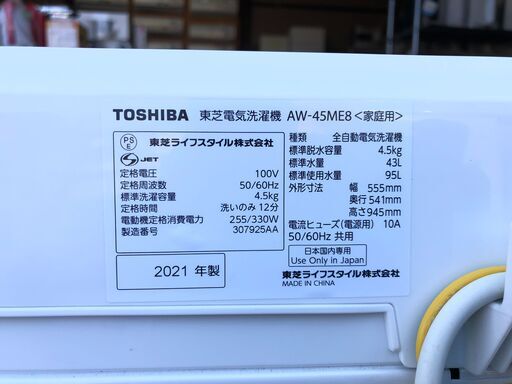 TOSHIBA 東芝電気洗濯機 AW-45ME8<家庭用>
PS
E
東芝ライフスタイル株式会社
S JET
定格電圧 100V
定格周波数 50/60Hz
標準洗濯容量 4.5kg
定格時間 洗いのみ 12分
電動機定格消費電力 255/330W
製造番号 307925AA
2021 年製
種類 全自動電気洗濯機
標準脱水容量 4.5kg
標準水量 43L
標準使用水量 95L
外形寸法 幅 555mm
奥行 541mm
高さ 945mm
電流ヒューズ(電源用) 10A
50/60Hz 共用
日本国内専用
Use Only in Japan
東芝ライフスタイル株式会社
MADE IN CHINA